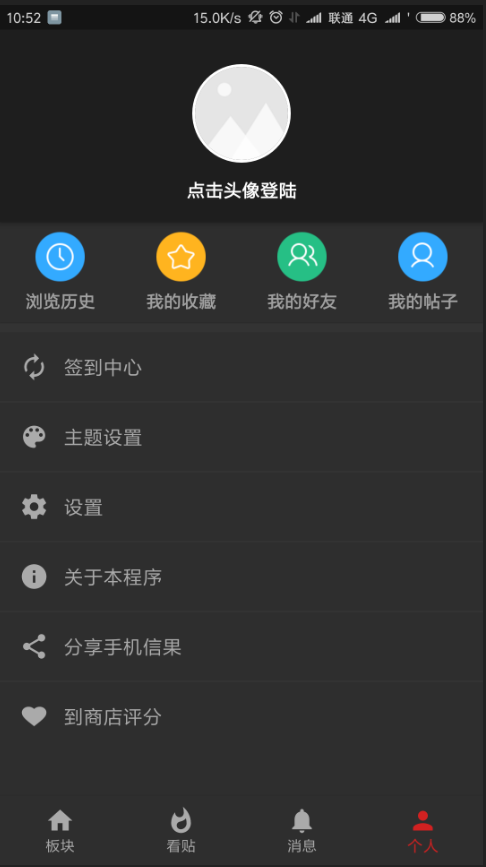 10:52 15.0K/s 联通 4G 88%
点击头像登陆
浏览历史 我的收藏 我的好友 我的帖子
签到中心
主题设置
设置
关于本程序
分享手机信果
到商店评分
板块 看贴 消息 个人